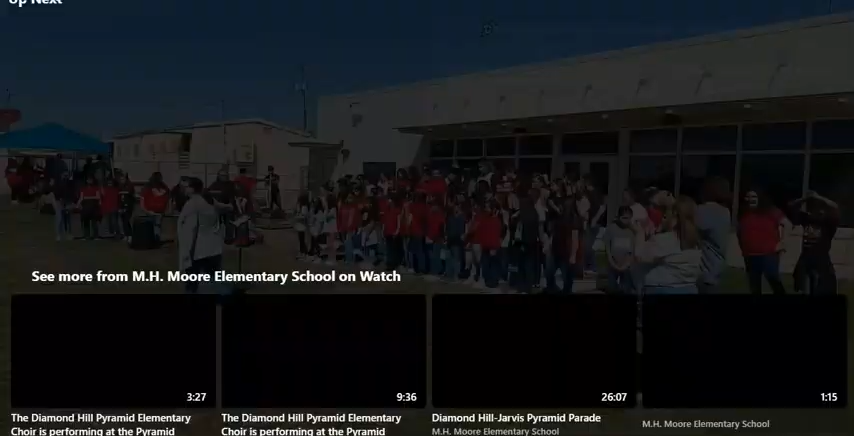 Up Next
See more from M.H. Moore Elementary School on Watch
3:27
9:36
26:07
1:15
The Diamond Hill Pyramid Elementary
Choir is performing at the Pyramid
The Diamond Hill Pyramid Elementary
Choir is performing at the Pyramid
Diamond Hill-Jarvis Pyramid Parade
M.H. Moore Elementary School
M.H. Moore Elementary School